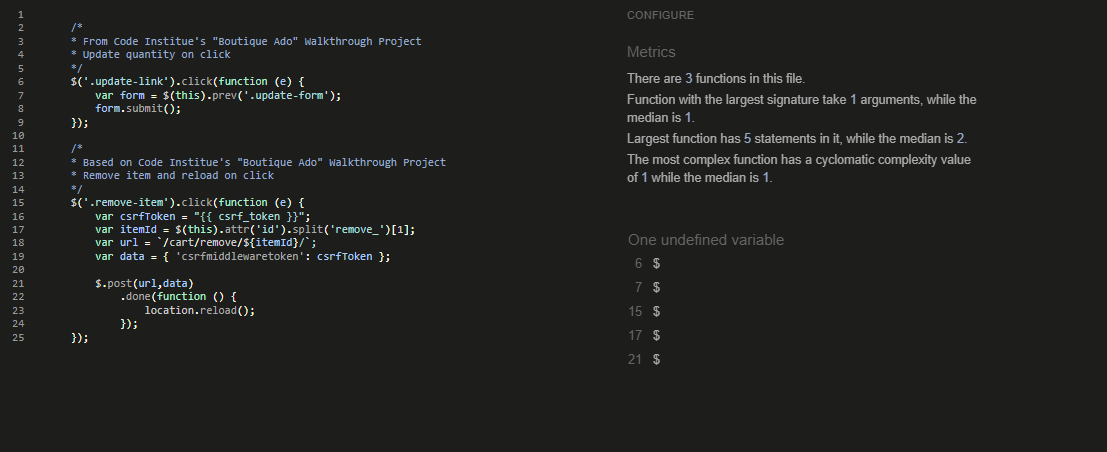 CONFIGURE
1
2 /*
3 * From Code Institue's "Boutique Ado" Walkthrough Project
4 * Update quantity on click
5 */
6 $('.update-link').click(function (e) {
7 var form = $(this).prev('.update-form');
8 form.submit();
9 });
10
11 /*
12 * Based on Code Institue's "Boutique Ado" Walkthrough Project
13 * Remove item and reload on click
14 */
15 $('.remove-item').click(function (e) {
16 var csrfToken = "{{ csrf_token }}";
17 var itemId = $(this).attr('id').split('remove_')[1];
18 var url = `/cart/remove/${itemId}/`;
19 var data = { 'csrfmiddlewaretoken': csrfToken };
20
21 $.post(url,data)
22 .done(function () {
23 location.reload();
24 });
25 });
Metrics
There are 3 functions in this file.
Function with the largest signature take 1 arguments, while the
median is 1.
Largest function has 5 statements in it, while the median is 2.
The most complex function has a cyclomatic complexity value
of 1 while the median is 1.
One undefined variable
6 $
7 $
15 $
17 $
21 $